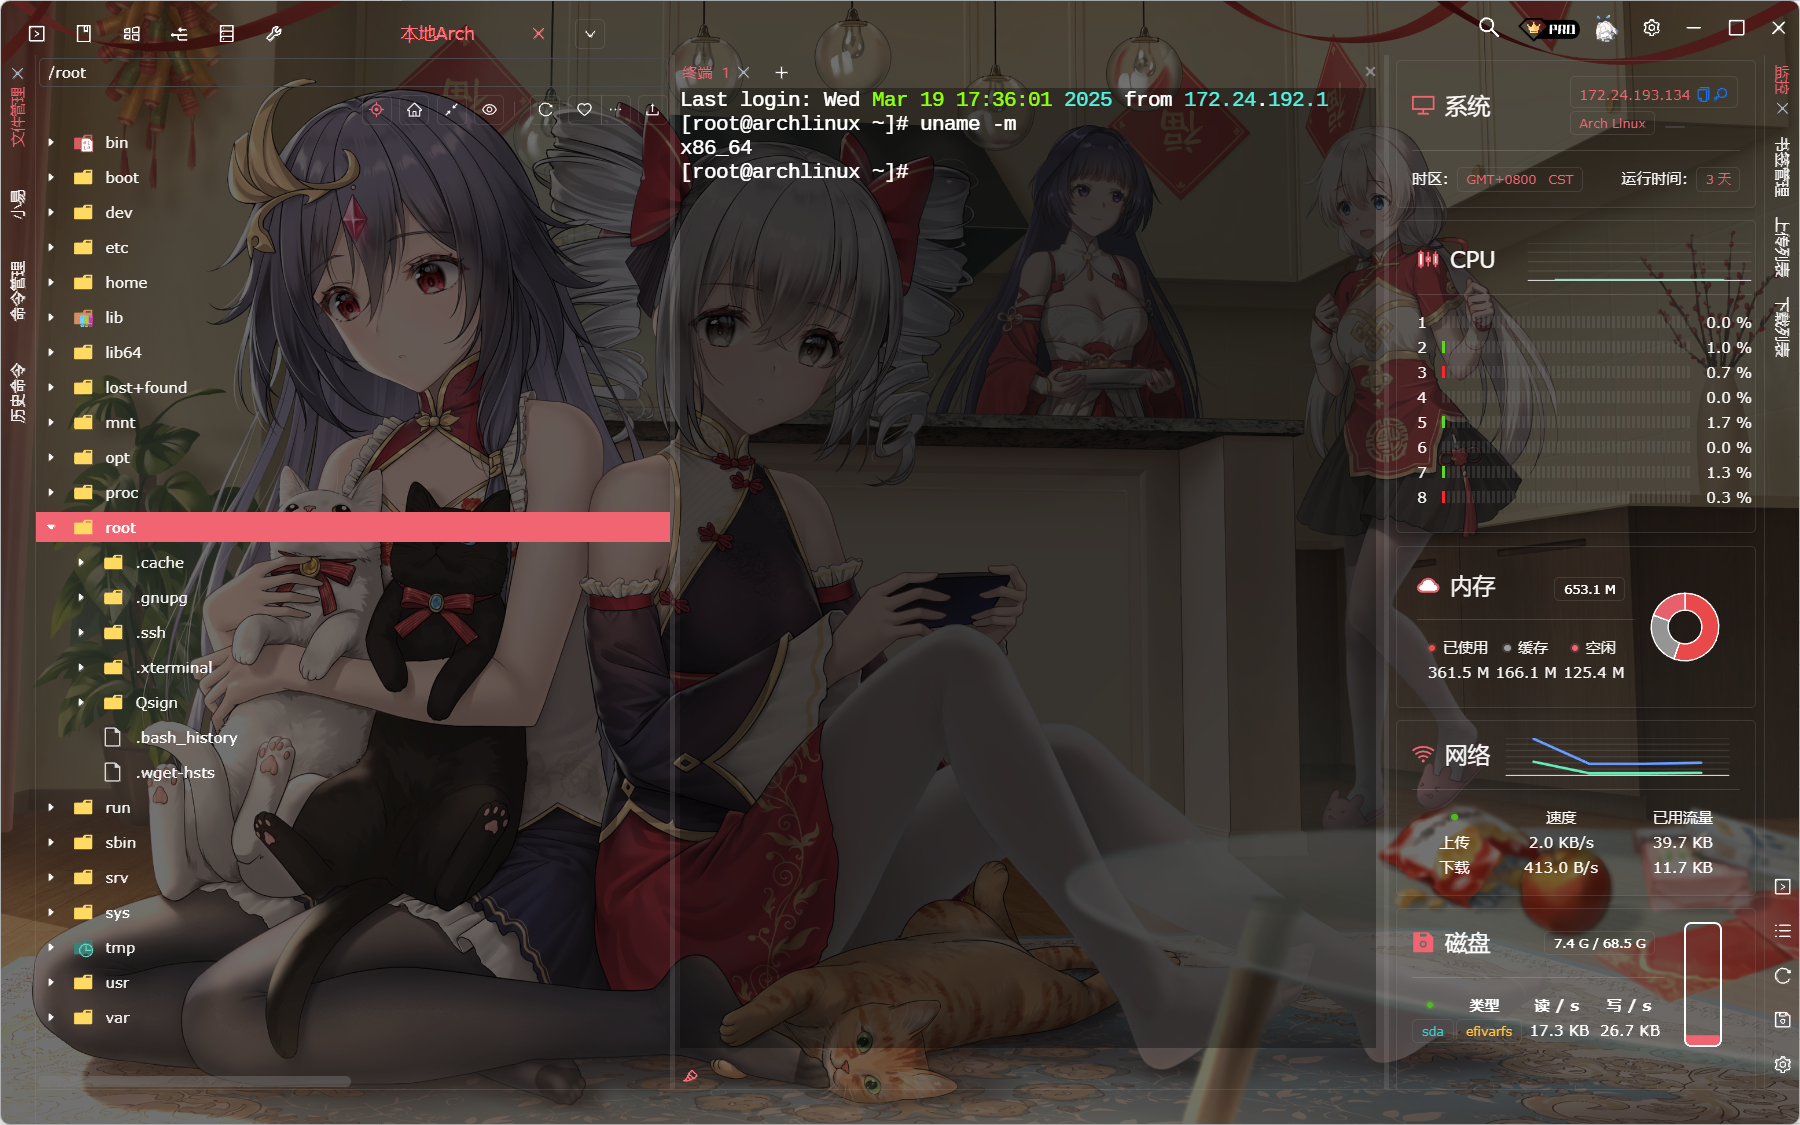 本地Arch
PRO
/root
文件管理
小易
命令管理
历史命令
bin
boot
dev
etc
home
lib
lib64
lost+found
mnt
opt
proc
root
.cache
.gnupg
.ssh
.xterminal
Qsign
.bash_history
.wget-hsts
run
sbin
srv
sys
tmp
usr
var
终端 1
Last login: Wed Mar 19 17:36:01 2025 from 172.24.192.1
[root@archlinux ~]# uname -m
x86_64
[root@archlinux ~]#
系统
172.24.193.134
Arch Linux
时区: GMT+0800 CST 运行时间: 3 天
CPU
1 0.0 %
2 1.0 %
3 0.7 %
4 0.0 %
5 1.7 %
6 0.0 %
7 1.3 %
8 0.3 %
内存 653.1 M
已使用 缓存 空闲
361.5 M 166.1 M 125.4 M
网络
速度 已用流量
上传 2.0 KB/s 39.7 KB
下载 413.0 B/s 11.7 KB
磁盘 7.4 G / 68.5 G
类型 读 / s 写 / s
sda efivarfs 17.3 KB 26.7 KB
监控
书签管理
上传列表
下载列表
福
福